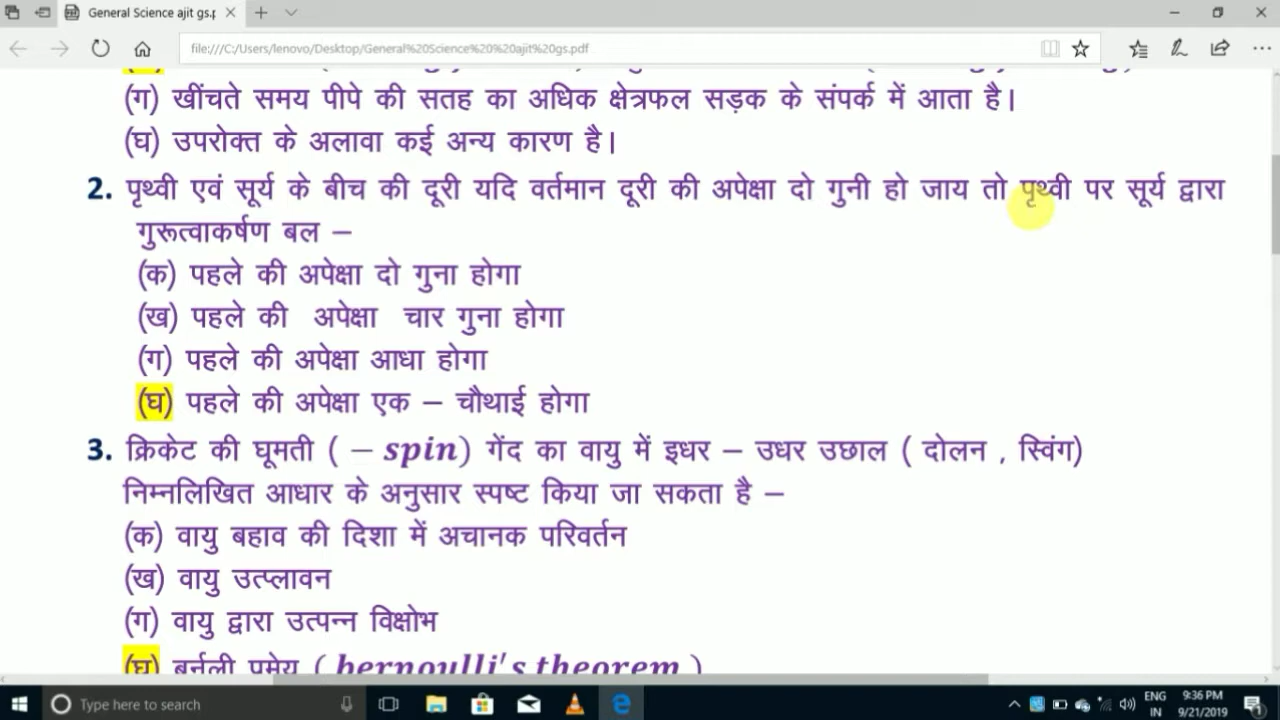 General Science ajit gs.p
file:///C:/Users/lenovo/Desktop/General%20Science%20%20ajit%20gs.pdf
(ग) खींचते समय पीपे की सतह का अधिक क्षेत्रफल सड़क के संपर्क में आता है।
(घ) उपरोक्त के अलावा कई अन्य कारण है।
2. पृथ्वी एवं सूर्य के बीच की दूरी यदि वर्तमान दूरी की अपेक्षा दो गुनी हो जाय तो पृथ्वी पर सूर्य द्वारा
गुरूत्वाकर्षण बल –
(क) पहले की अपेक्षा दो गुना होगा
(ख) पहले की अपेक्षा चार गुना होगा
(ग) पहले की अपेक्षा आधा होगा
(घ) पहले की अपेक्षा एक – चौथाई होगा
3. क्रिकेट की घूमती ( – spin) गेंद का वायु में इधर – उधर उछाल ( दोलन , स्विंग)
निम्नलिखित आधार के अनुसार स्पष्ट किया जा सकता है –
(क) वायु बहाव की दिशा में अचानक परिवर्तन
(ख) वायु उत्प्लावन
(ग) वायु द्वारा उत्पन्न विक्षोभ
(घ) बर्नूली प्रमेय ( bernoulli's theorem )
Type here to search
ENG 9:36 PM
IN 9/21/2019
1